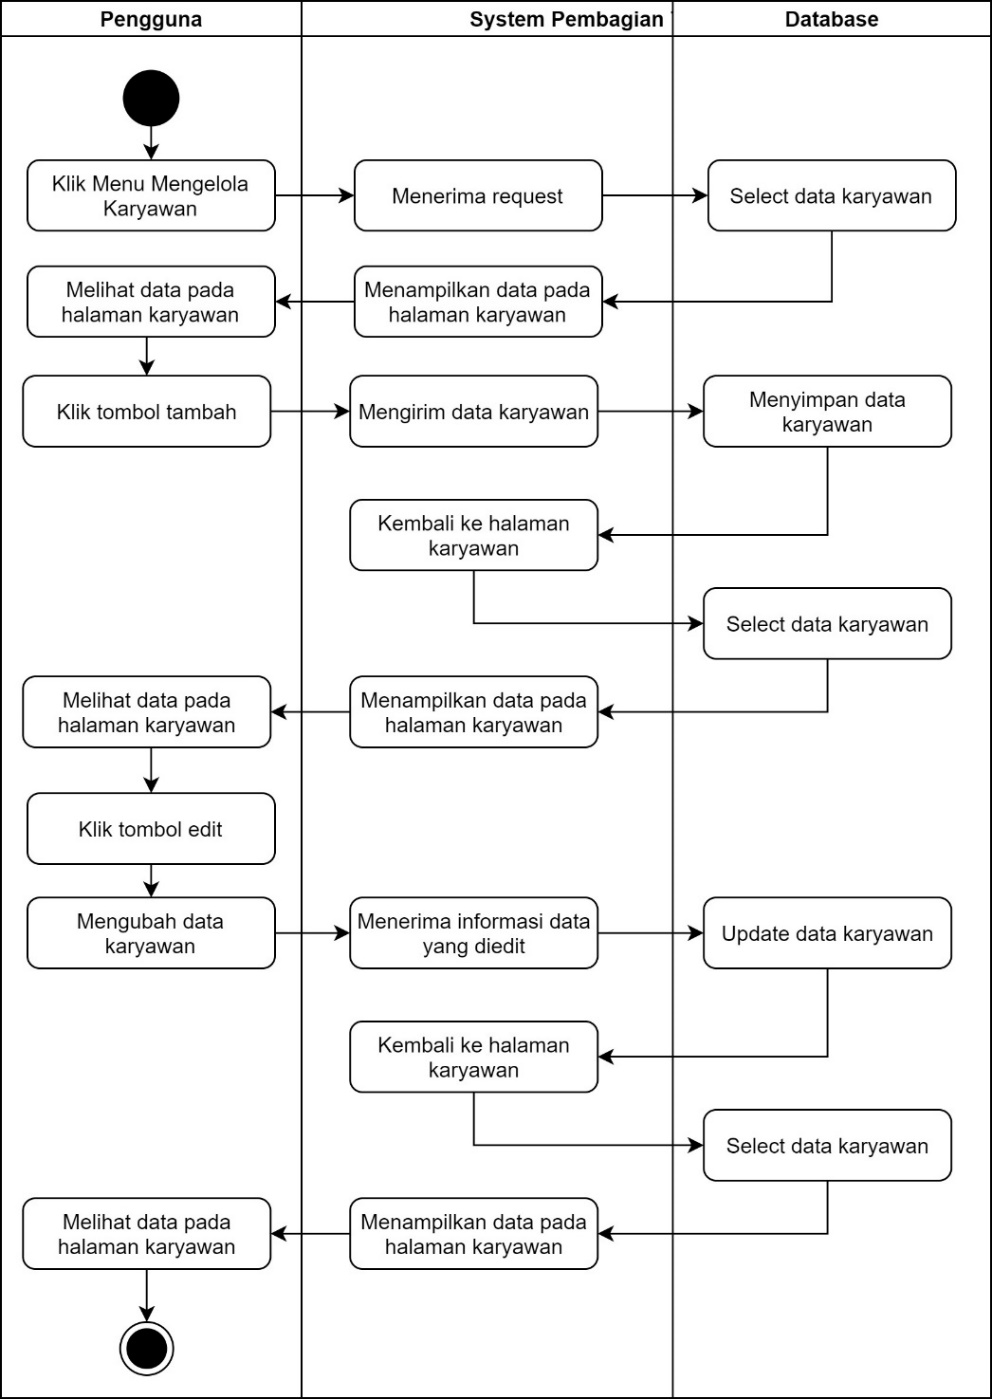 Pengguna
System Pembagian
Database
Klik Menu Mengelola
Karyawan
Menerima request
Select data karyawan
Melihat data pada
halaman karyawan
Menampilkan data pada
halaman karyawan
Klik tombol tambah
Mengirim data karyawan
Menyimpan data
karyawan
Kembali ke halaman
karyawan
Select data karyawan
Melihat data pada
halaman karyawan
Menampilkan data pada
halaman karyawan
Klik tombol edit
Mengubah data
karyawan
Menerima informasi data
yang diedit
Update data karyawan
Kembali ke halaman
karyawan
Select data karyawan
Melihat data pada
halaman karyawan
Menampilkan data pada
halaman karyawan